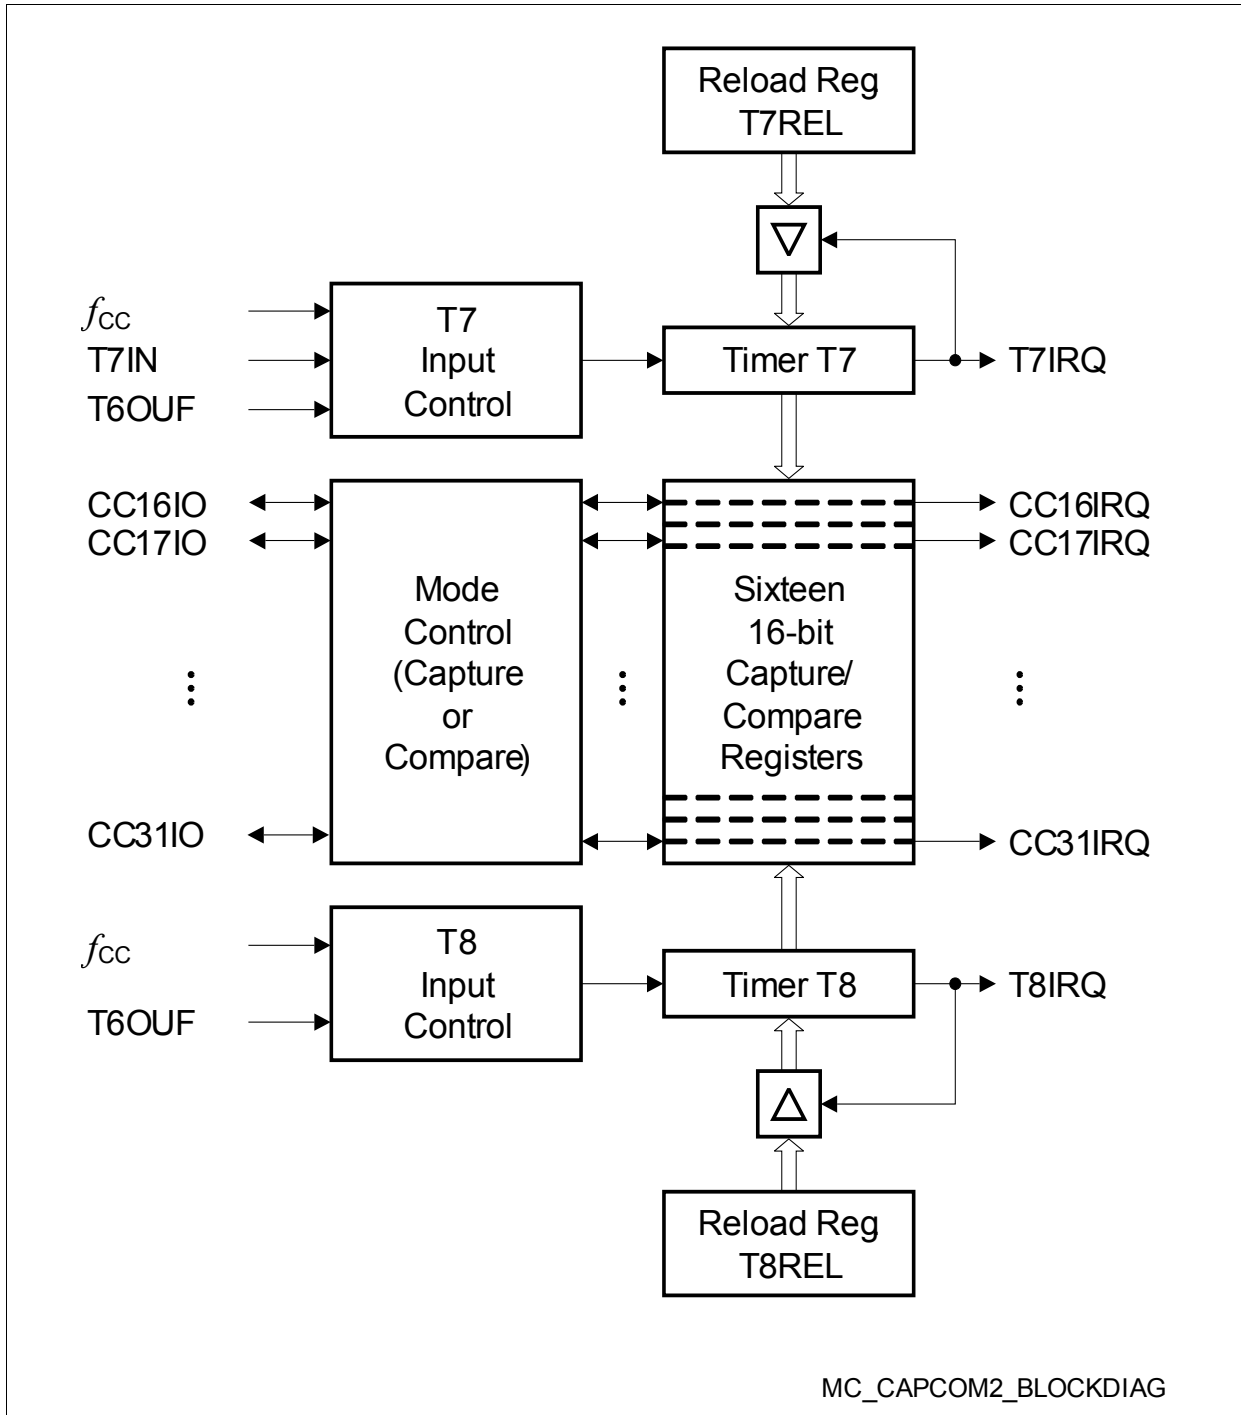 Reload Reg
T7REL
fCC
T7IN
T6OUF
T7
Input
Control
Timer T7
T7IRQ
CC16IO
CC17IO
CC31IO
Mode
Control
(Capture
or
Compare)
Sixteen
16-bit
Capture/
Compare
Registers
CC16IRQ
CC17IRQ
CC31IRQ
fCC
T6OUF
T8
Input
Control
Timer T8
T8IRQ
Reload Reg
T8REL
MC_CAPCOM2_BLOCKDIAG